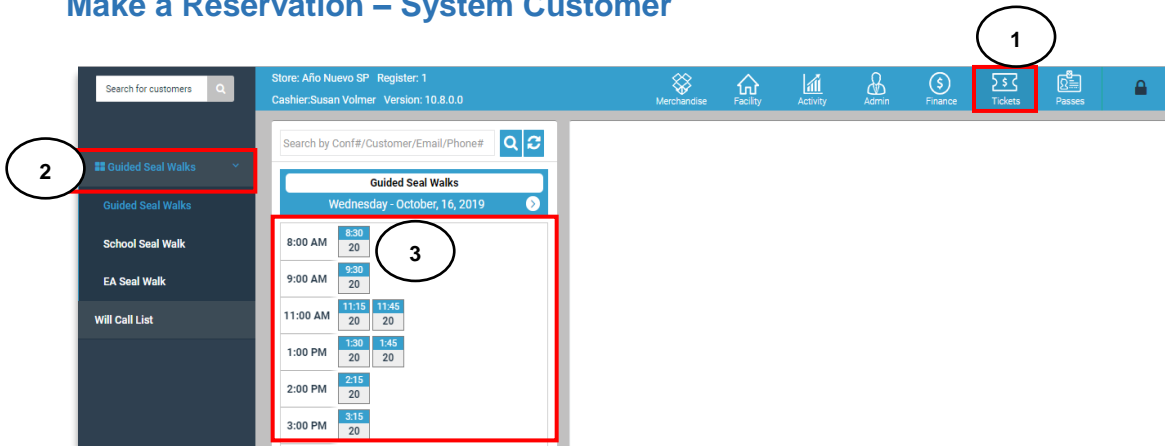 Make a Reservation – System Customer
1
Search for customers
Store: Año Nuevo SP Register: 1
Cashier:Susan Volmer Version: 10.8.0.0
Merchandise
Facility
Activity
Admin
Finance
Tickets
Passes
Search by Conf#/Customer/Email/Phone#
2
Guided Seal Walks
Guided Seal Walks
School Seal Walk
EA Seal Walk
Will Call List
Guided Seal Walks
Wednesday - October, 16, 2019
3
8:00 AM
8:30
20
9:00 AM
9:30
20
11:00 AM
11:15 11:45
20 20
1:00 PM
1:30 1:45
20 20
2:00 PM
2:15
20
3:00 PM
3:15
20